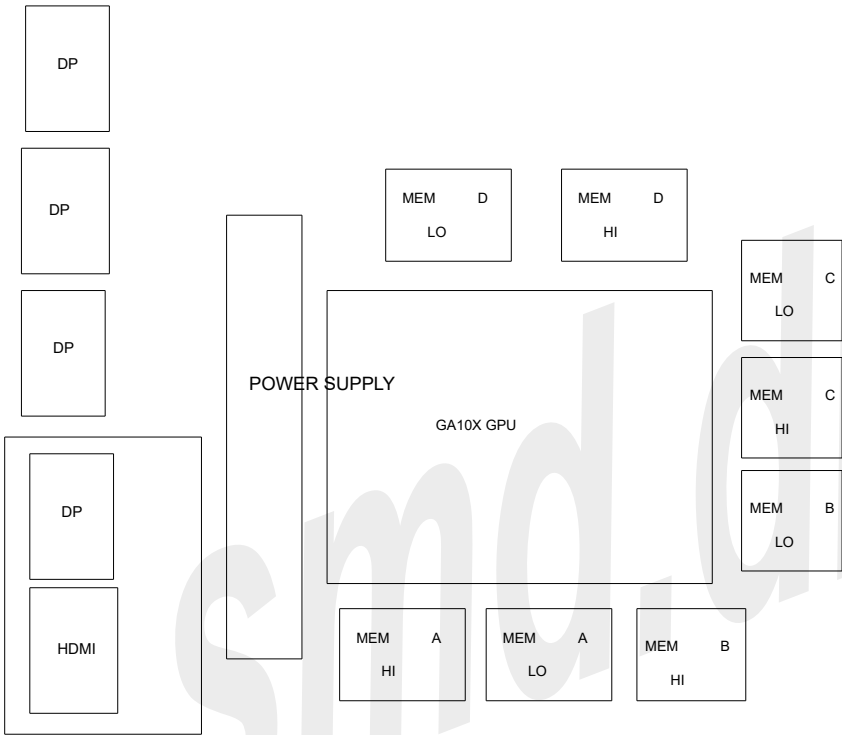 DP
DP
DP
DP
HDMI
POWER SUPPLY
GA10X GPU
MEM D
LO
MEM D
HI
MEM C
LO
MEM C
HI
MEM B
LO
MEM A
HI
MEM A
LO
MEM B
HI
smd.d